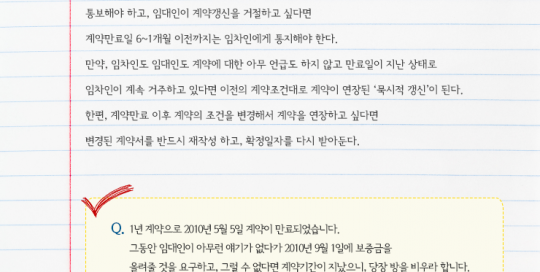 통보해야 하고, 임대인이 계약갱신을 거절하고 싶다면
계약만료일 6~1개월 이전까지는 임차인에게 통지해야 한다.
만약, 임차인도 임대인도 계약에 대한 아무 언급도 하지 않고 만료일이 지난 상태로
임차인이 계속 거주하고 있다면 이전의 계약조건대로 계약이 연장된 ‘묵시적 갱신’이 된다.
한편, 계약만료 이후 계약의 조건을 변경해서 계약을 연장하고 싶다면
변경된 계약서를 반드시 재작성 하고, 확정일자를 다시 받아둔다.
Q. 1년 계약으로 2010년 5월 5일 계약이 만료되었습니다.
그동안 임대인이 아무런 얘기가 없다가 2010년 9월 1일에 보증금을
올려줄 것을 요구하고, 그럴 수 없다면 계약기간이 지났으니, 당장 방을 비우라 합니다.